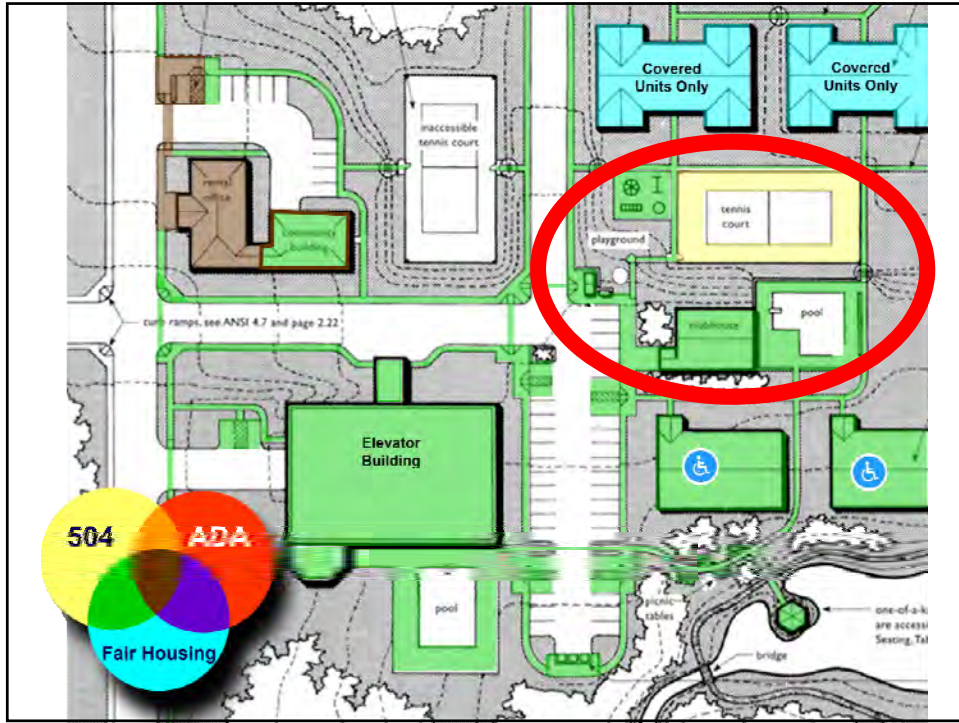 Covered
Units Only
Covered
Units Only
inaccessible
tennis court
rental
office
community
building
tennis
court
playground
curb ramps, see ANSI 4.7 and page 2.22
clubhouse
pool
Elevator
Building
504
ADA
Fair Housing
pool
picnic
tables
bridge
one-of-a-k
are accessi
Seating, Tab